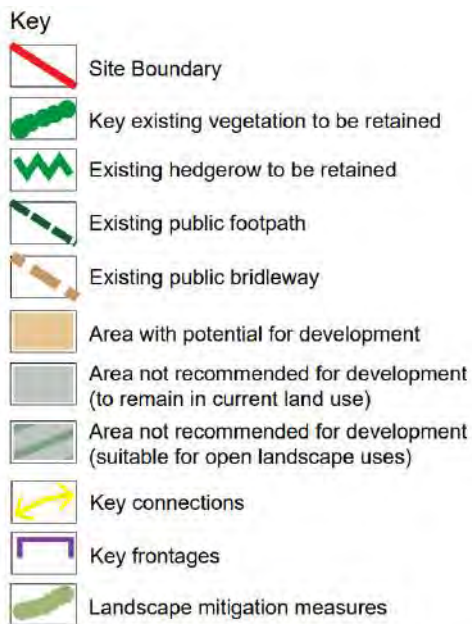 Key
Site Boundary
Key existing vegetation to be retained
Existing hedgerow to be retained
Existing public footpath
Existing public bridleway
Area with potential for development
Area not recommended for development
(to remain in current land use)
Area not recommended for development
(suitable for open landscape uses)
Key connections
Key frontages
Landscape mitigation measures